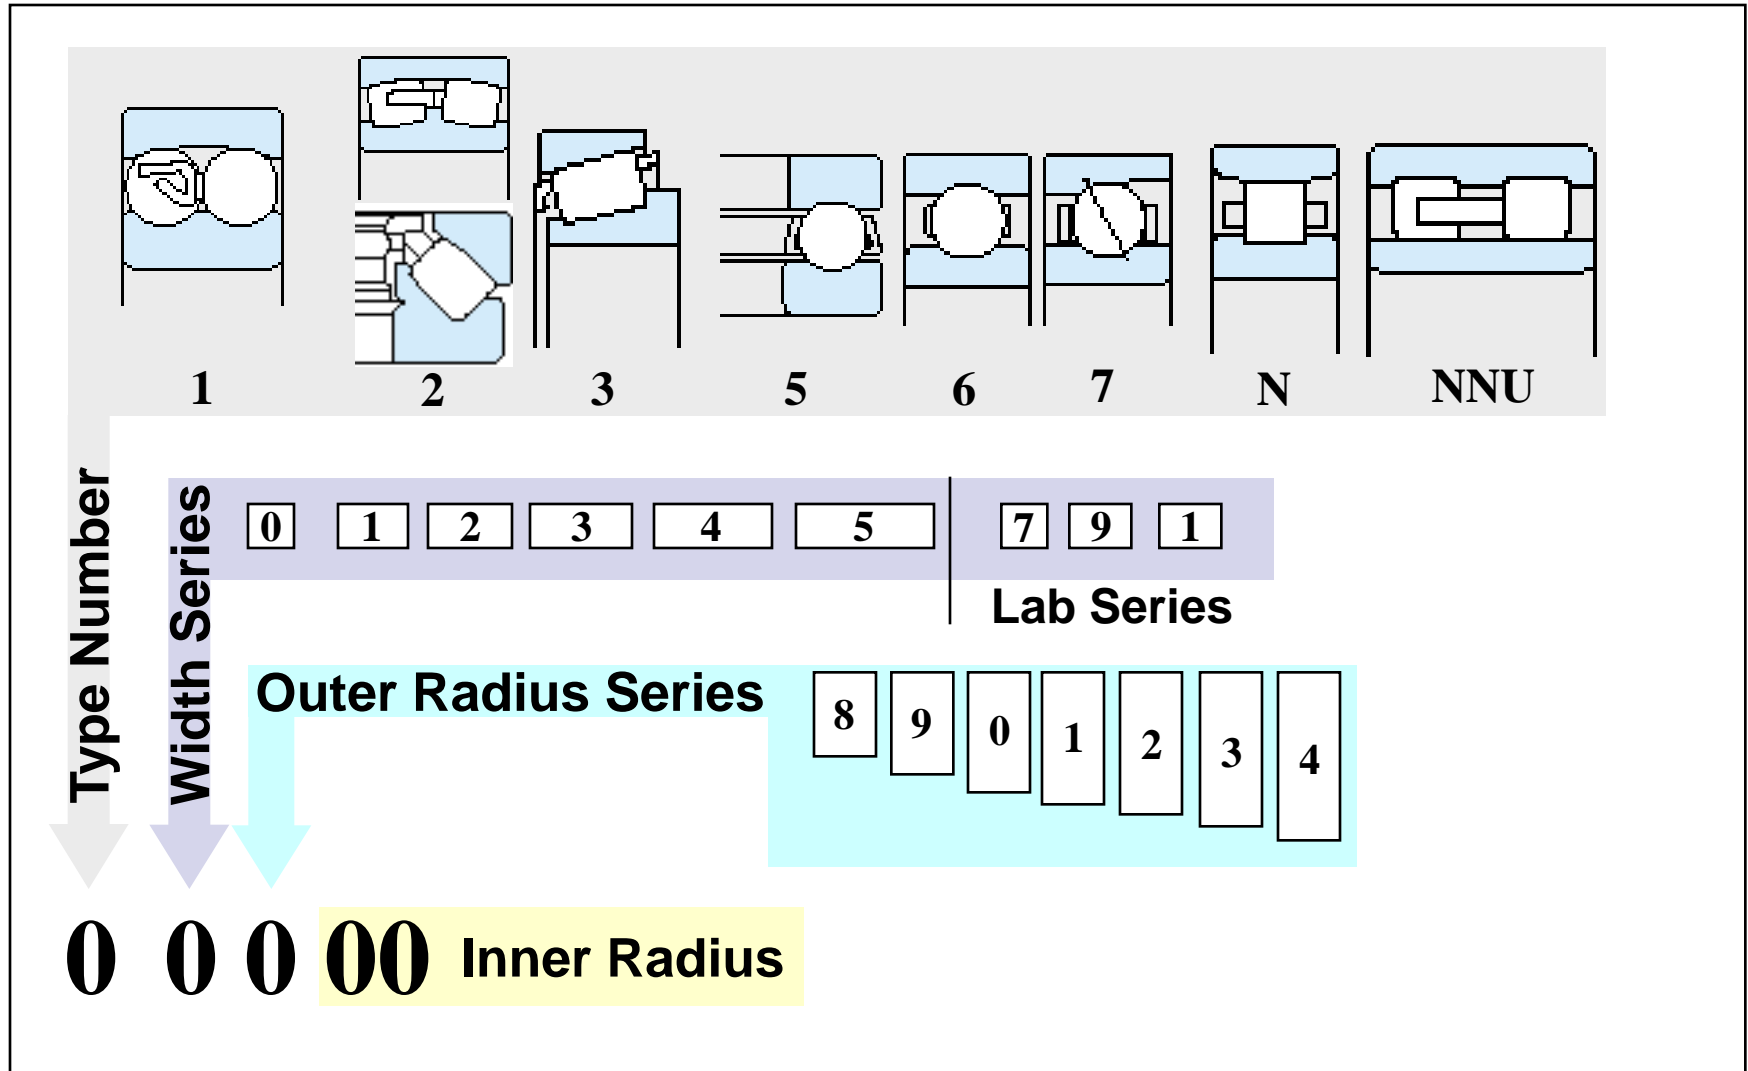 1 2 3 5 6 7 N NNU
Type Number
Width Series
0 1 2 3 4 5 7 9 1
Lab Series
Outer Radius Series
8 9 0 1 2 3 4
0 0 0 00 Inner Radius